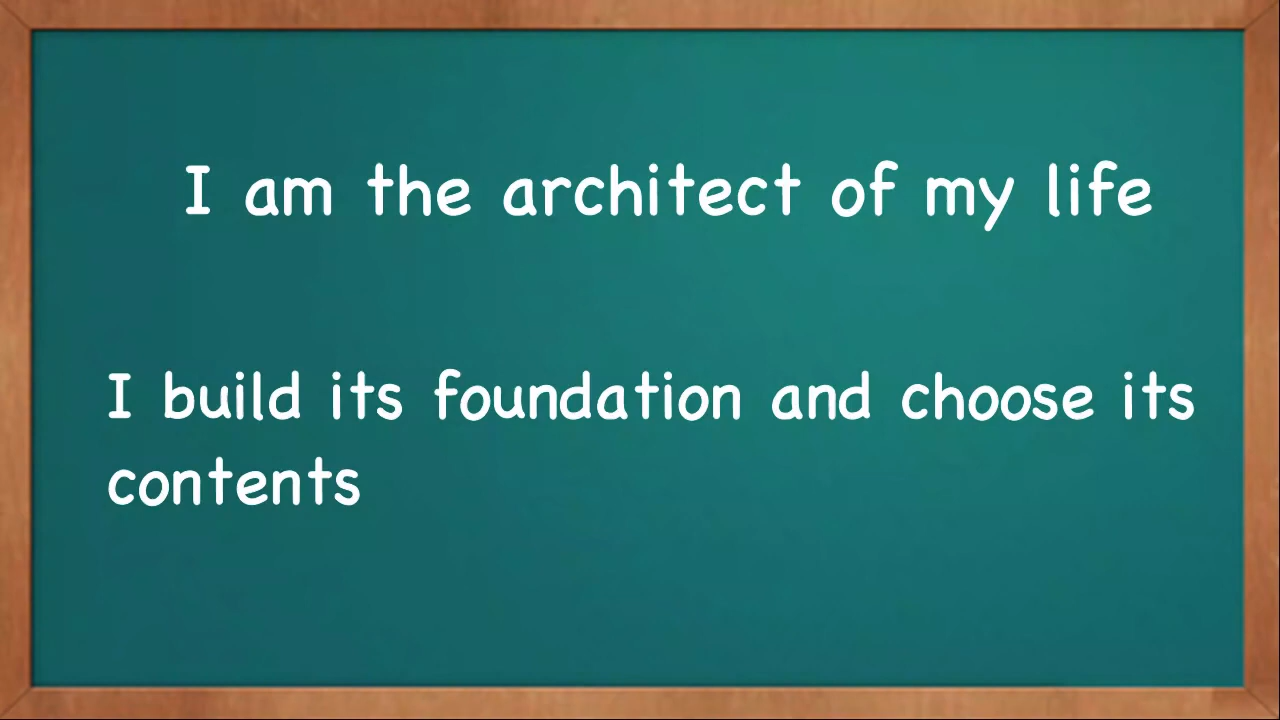 I am the architect of my life
I build its foundation and choose its
contents